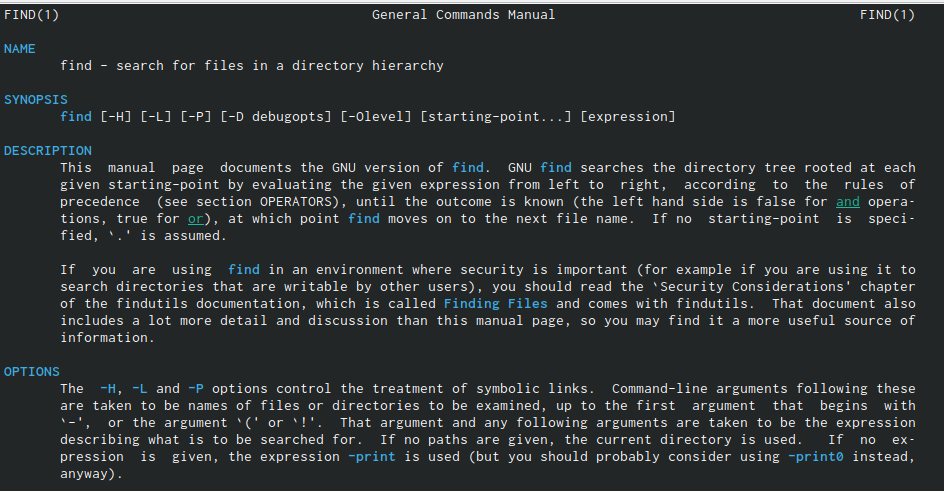 FIND(1) General Commands Manual FIND(1)
NAME
find - search for files in a directory hierarchy
SYNOPSIS
find [-H] [-L] [-P] [-D debugopts] [-Olevel] [starting-point...] [expression]
DESCRIPTION
This manual page documents the GNU version of find. GNU find searches the directory tree rooted at each
given starting-point by evaluating the given expression from left to right, according to the rules of
precedence (see section OPERATORS), until the outcome is known (the left hand side is false for and opera-
tions, true for or), at which point find moves on to the next file name. If no starting-point is speci-
fied, `.' is assumed.
If you are using find in an environment where security is important (for example if you are using it to
search directories that are writable by other users), you should read the `Security Considerations' chapter
of the findutils documentation, which is called Finding Files and comes with findutils. That document also
includes a lot more detail and discussion than this manual page, so you may find it a more useful source of
information.
OPTIONS
The -H, -L and -P options control the treatment of symbolic links. Command-line arguments following these
are taken to be names of files or directories to be examined, up to the first argument that begins with
`-', or the argument `(' or `!'. That argument and any following arguments are taken to be the expression
describing what is to be searched for. If no paths are given, the current directory is used. If no ex-
pression is given, the expression -print is used (but you should probably consider using -print0 instead,
anyway).